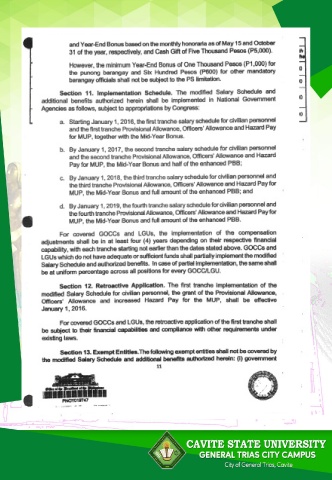 and Year-End Bonus based on the monthly honoraria as of May 15 and October
31 of the year, respectively, and Cash Gift of Five Thousand Pesos (P5,000).
However, the minimum Year-End Bonus of One Thousand Pesos (P1,000) for
the punong barangay and Six Hundred Pesos (P600) for other mandatory
barangay officials shall not be subject to the PS limitation.
Section 11. Implementation Schedule. The modified Salary Schedule and
additional benefits authorized herein shall be implemented in National Government
Agencies as follows, subject to appropriations by Congress:
a. Starting January 1, 2016, the first tranche salary schedule for civilian personnel
and the first tranche Provisional Allowance, Officers' Allowance and Hazard Pay
for MUP, together with the Mid-Year Bonus.
b. By January 1, 2017, the second tranche salary schedule for civilian personnel
and the second tranche Provisional Allowance, Officers' Allowance and Hazard
Pay for MUP, the Mid-Year Bonus and half of the enhanced PBB;
c. By January 1, 2018, the third tranche salary schedule for civilian personnel and
the third tranche Provisional Allowance, Officers' Allowance and Hazard Pay for
MUP, the Mid-Year Bonus and full amount of the enhanced PBB; and
d. By January 1, 2019, the fourth tranche salary schedule for civilian personnel and
the fourth tranche Provisional Allowance, Officers' Allowance and Hazard Pay for
MUP, the Mid-Year Bonus and full amount of the enhanced PBB.
For covered GOCCs and LGUs, the implementation of the compensation
adjustments shall be in at least four (4) years depending on their respective financial
capability, with each tranche starting not earlier than the dates stated above. GOCCs and
LGUs which do not have adequate or sufficient funds shall partially implement the modified
Salary Schedule and authorized benefits. In case of partial implementation, the same shall
be at uniform percentage across all positions for every GOCC/LGU.
Section 12. Retroactive Application. The first tranche implementation of the
modified Salary Schedule for civilian personnel, the grant of the Provisional Allowance,
Officers' Allowance and increased Hazard Pay for the MUP, shall be effective
January 1, 2016.
For covered GOCCs and LGUs, the retroactive application of the first tranche shall
be subject to their financial capabilities and compliance with other requirements under
existing laws.
Section 13. Exempt Entities. The following exempt entities shall not be covered by
the modified Salary Schedule and additional benefits authorized herein: (i) government
11
CAVITE STATE UNIVERSITY
GENERAL TRIAS CITY CAMPUS
City of General Trias, Cavite